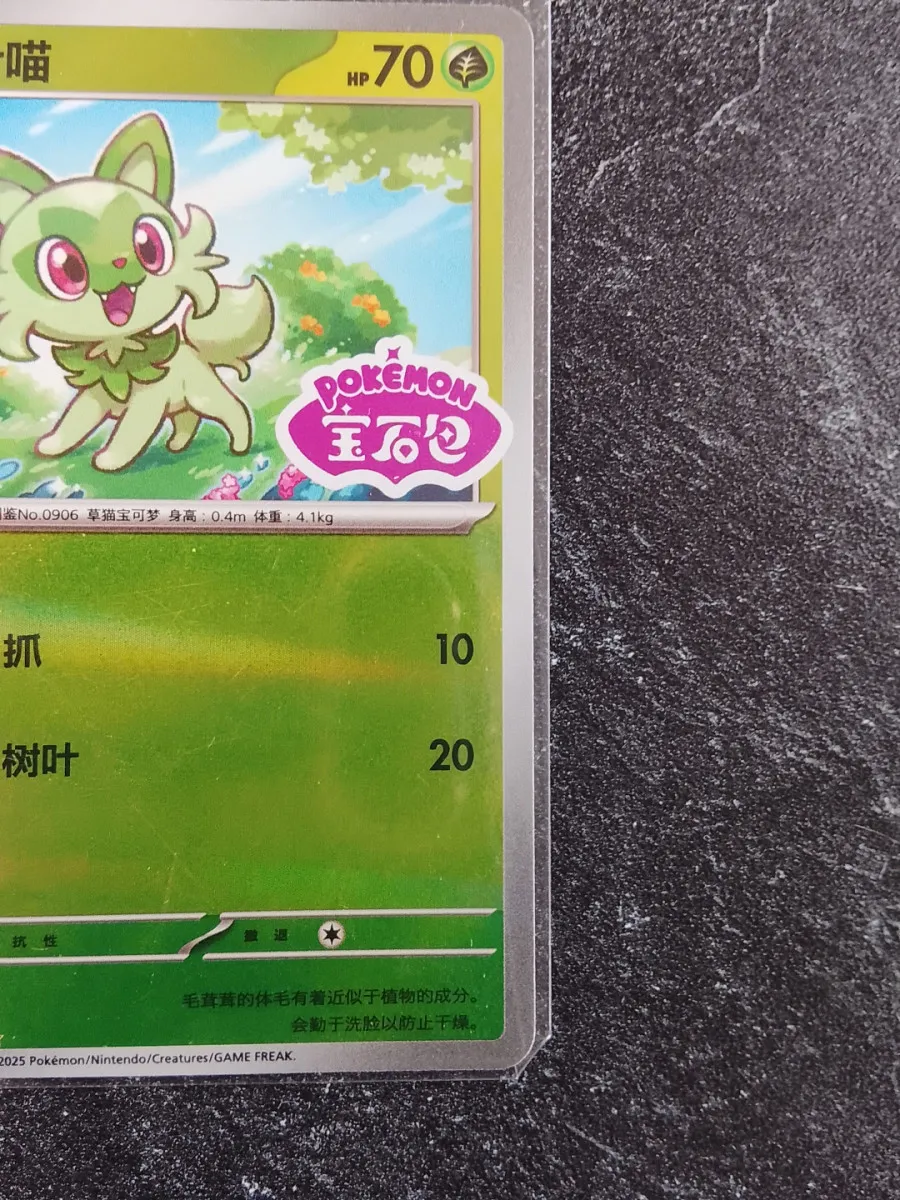 喵 HP 70
POKÉMON
宝石包
鉴No.0906 草猫宝可梦 身高：0.4m 体重：4.1kg
抓 10
树叶 20
抗性 撤退
毛茸茸的体毛有着近似于植物的成分。
会勤于洗脸以防止干燥。
2025 Pokémon/Nintendo/Creatures/GAME FREAK.